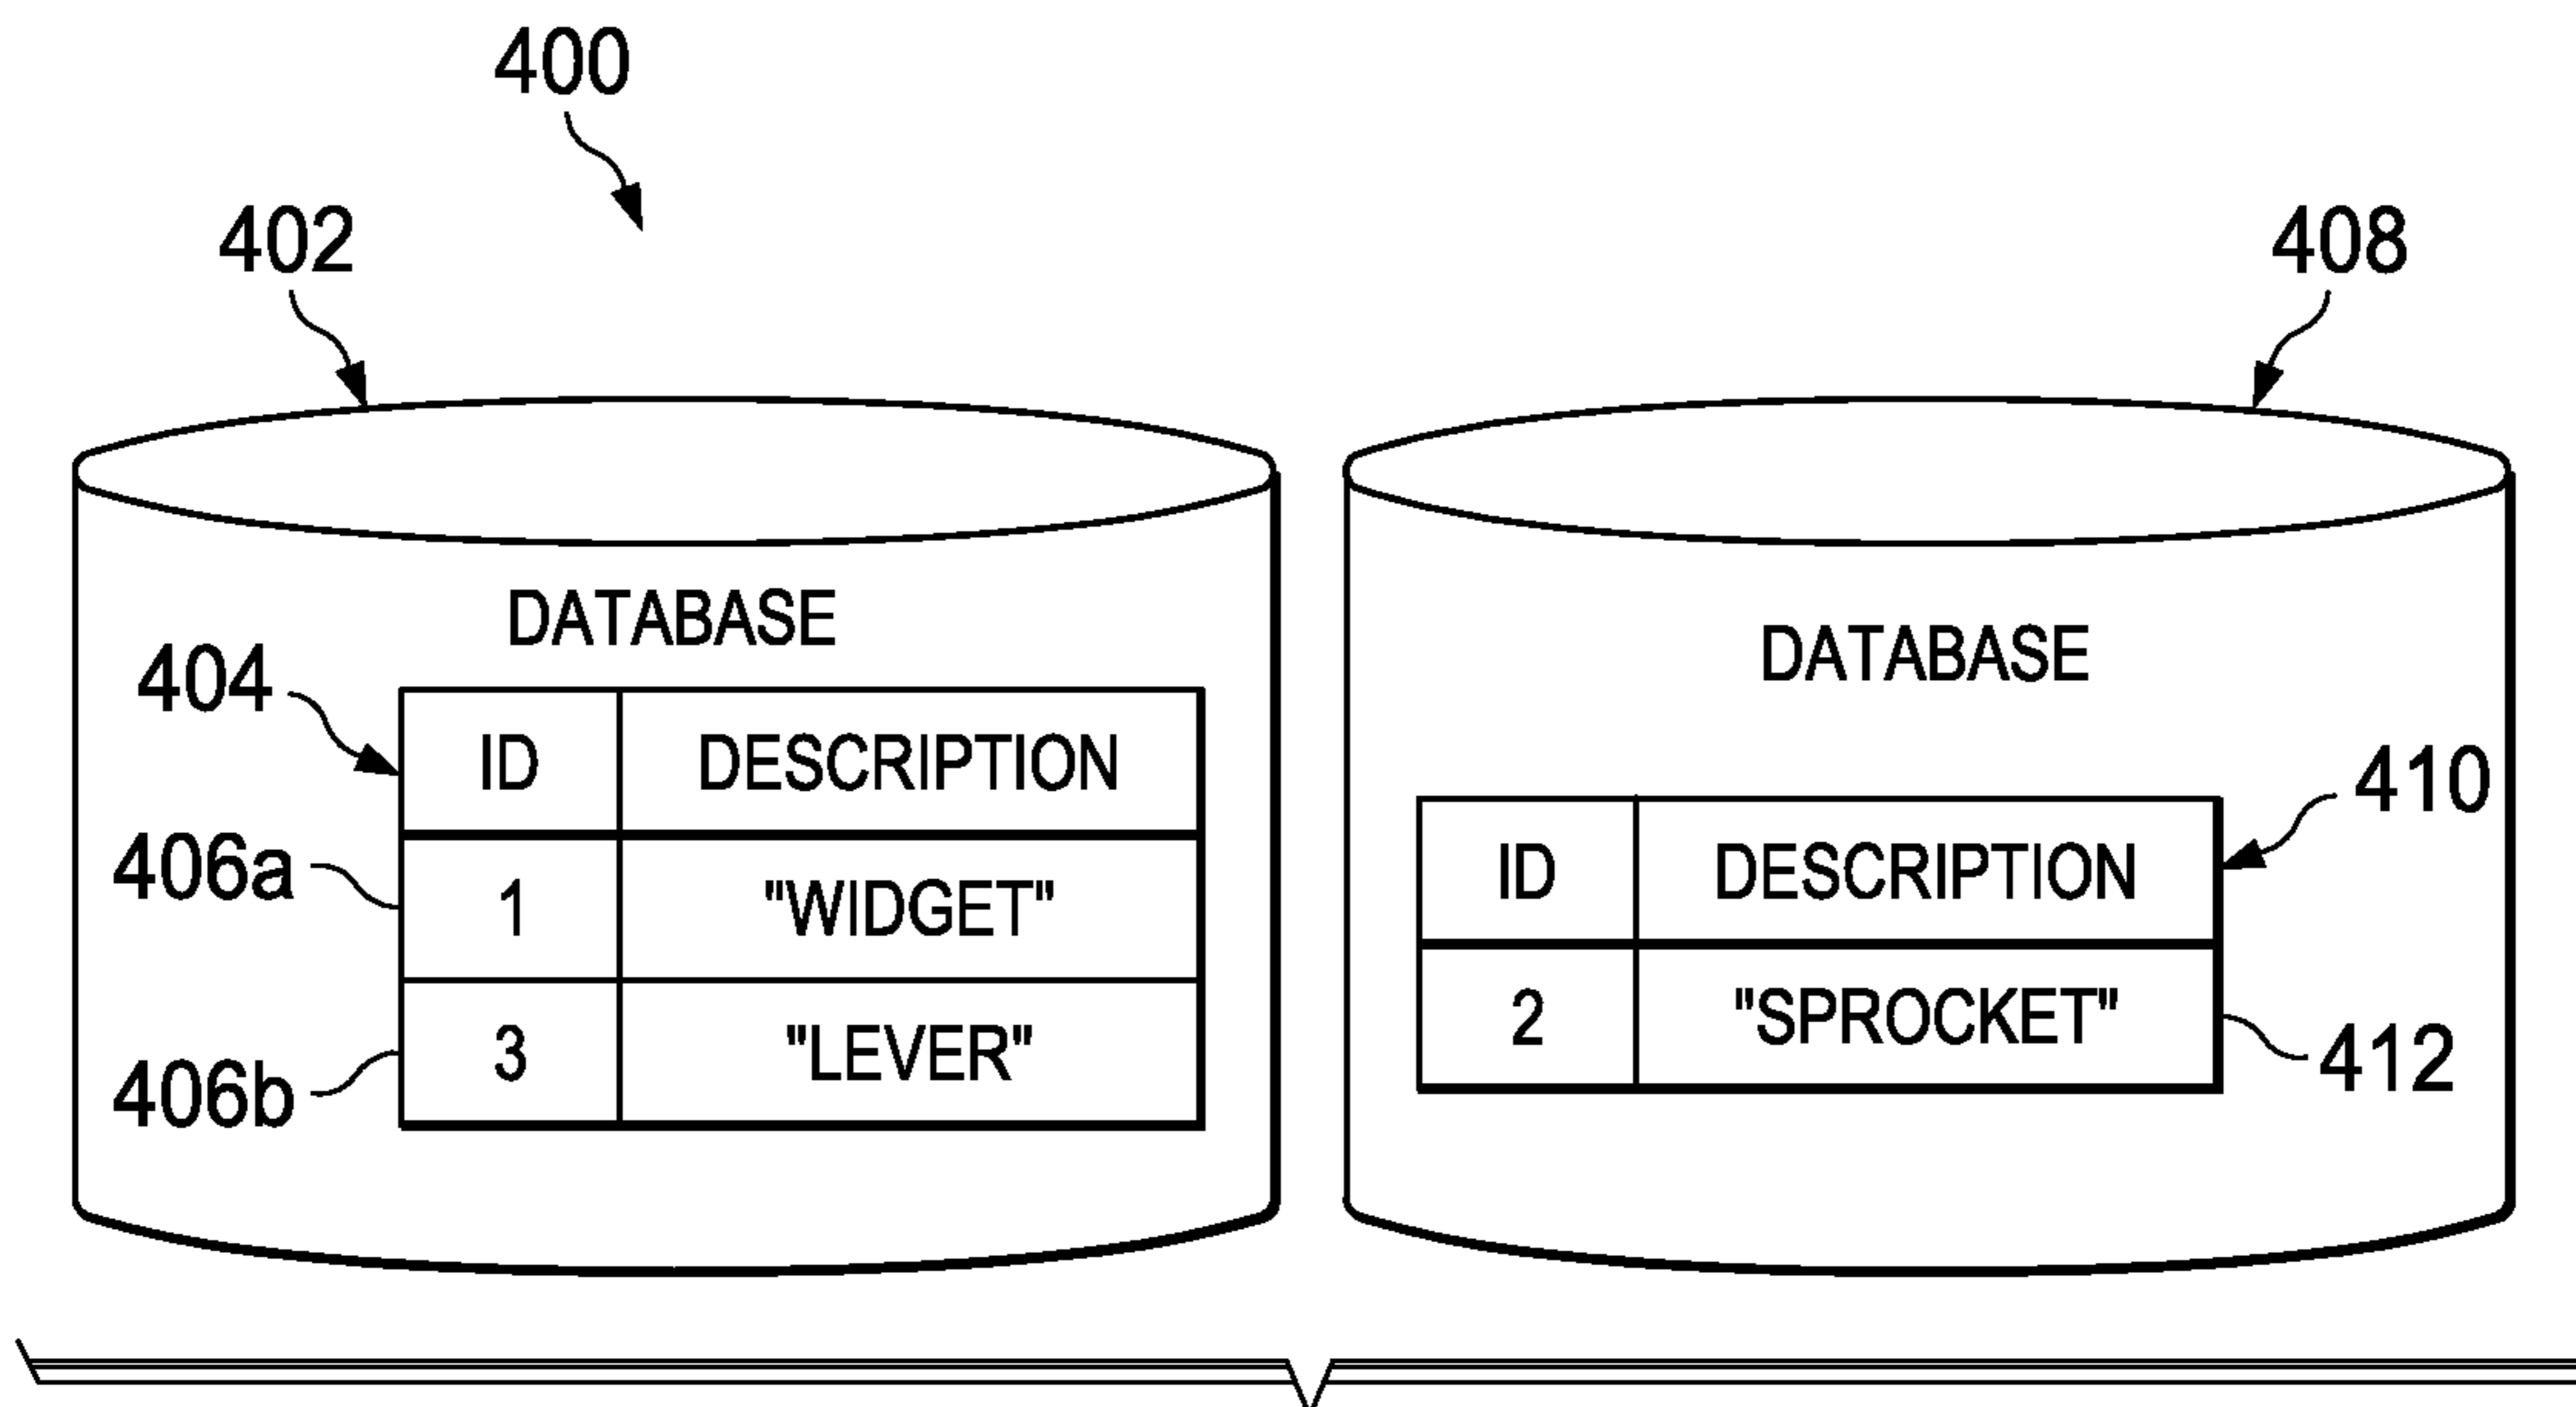 400
402
408
DATABASE
DATABASE
404
ID DESCRIPTION
410
406a
1 "WIDGET"
ID DESCRIPTION
406b
3 "LEVER"
2 "SPROCKET"
412